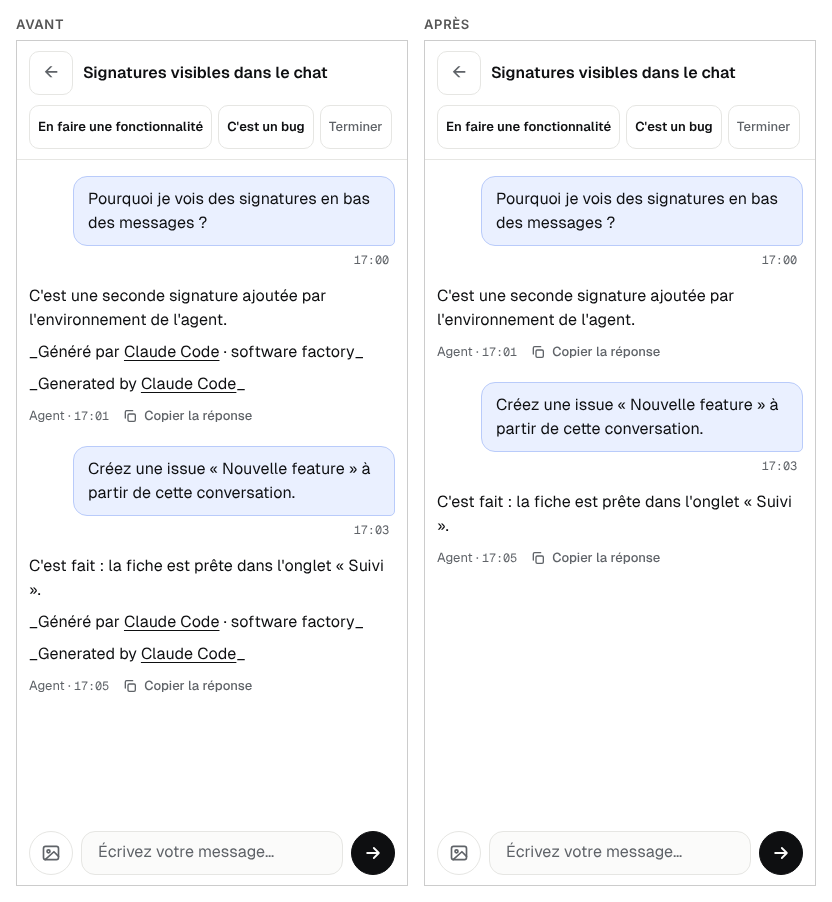 AVANT
Signatures visibles dans le chat
En faire une fonctionnalité
C'est un bug
Terminer
Pourquoi je vois des signatures en bas
des messages ?
17:00
C'est une seconde signature ajoutée par
l'environnement de l'agent.
_Généré par Claude Code · software factory_
_Generated by Claude Code_
Agent · 17:01 Copier la réponse
Créez une issue « Nouvelle feature » à
partir de cette conversation.
17:03
C'est fait : la fiche est prête dans l'onglet « Suivi
».
_Généré par Claude Code · software factory_
_Generated by Claude Code_
Agent · 17:05 Copier la réponse
Écrivez votre message...
APRÈS
Signatures visibles dans le chat
En faire une fonctionnalité
C'est un bug
Terminer
Pourquoi je vois des signatures en bas
des messages ?
17:00
C'est une seconde signature ajoutée par
l'environnement de l'agent.
Agent · 17:01 Copier la réponse
Créez une issue « Nouvelle feature » à
partir de cette conversation.
17:03
C'est fait : la fiche est prête dans l'onglet « Suivi
».
Agent · 17:05 Copier la réponse
Écrivez votre message...